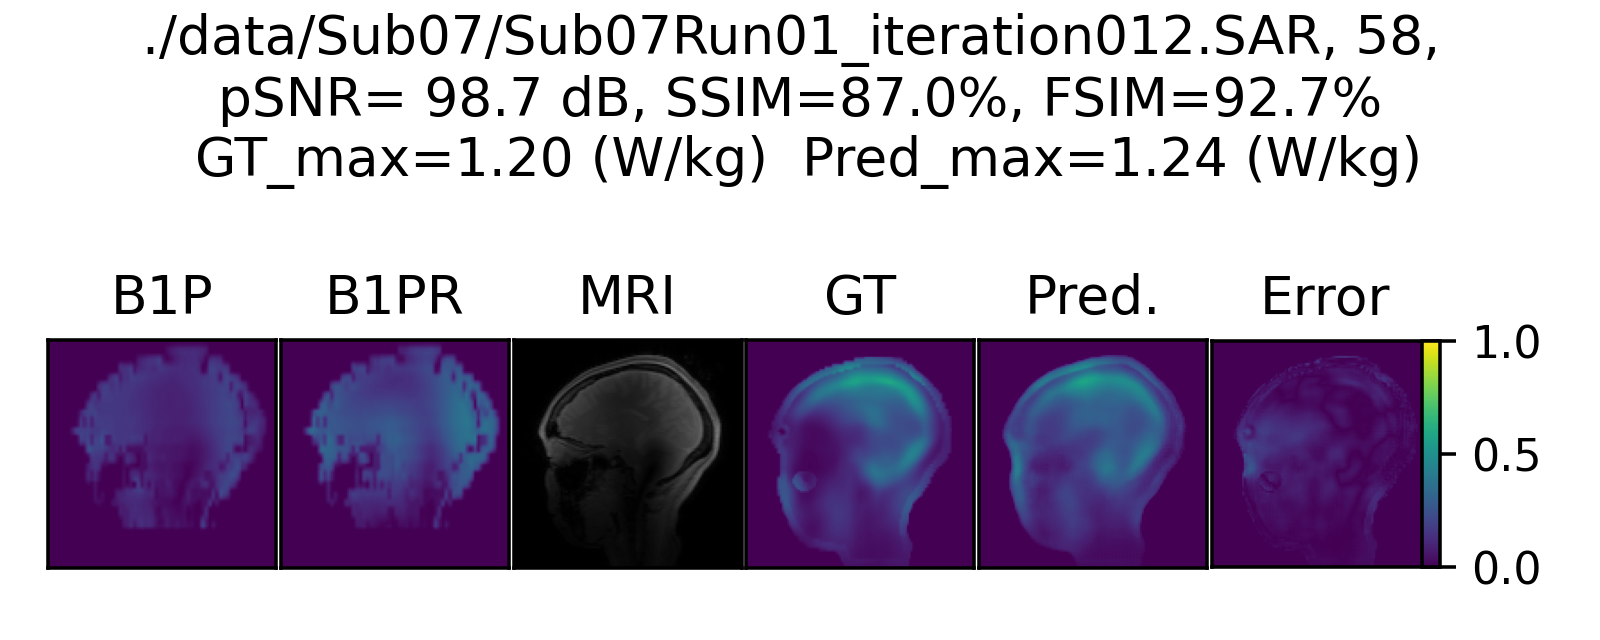 ./data/Sub07/Sub07Run01_iteration012.SAR, 58,
pSNR= 98.7 dB, SSIM=87.0%, FSIM=92.7%
GT_max=1.20 (W/kg)  Pred_max=1.24 (W/kg)
B1P B1PR MRI GT Pred. Error
1.0
0.5
0.0